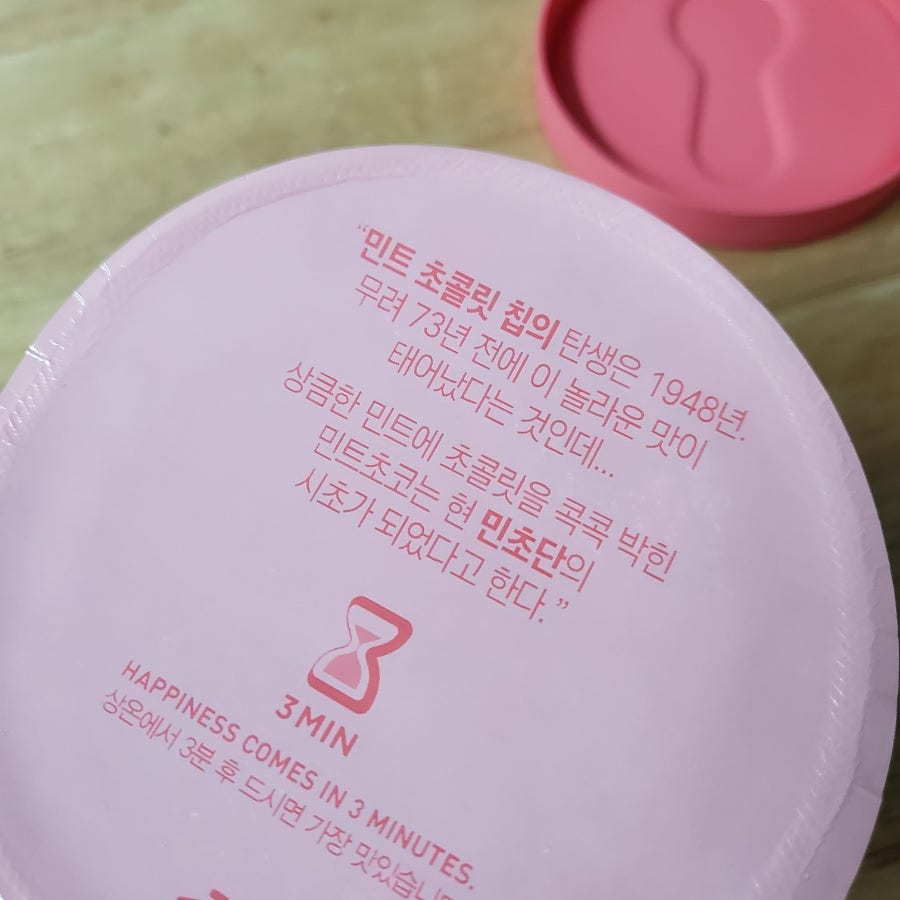 “민트 초콜릿 칩의 탄생은 1948년.
무려 73년 전에 이 놀라운 맛이
태어났다는 것인데...
상큼한 민트에 초콜릿을 콕콕 박힌
민트초코는 현 민초단의
시초가 되었다고 한다.”
3 MIN
HAPPINESS COMES IN 3 MINUTES.
상온에서 3분 후 드시면 가장